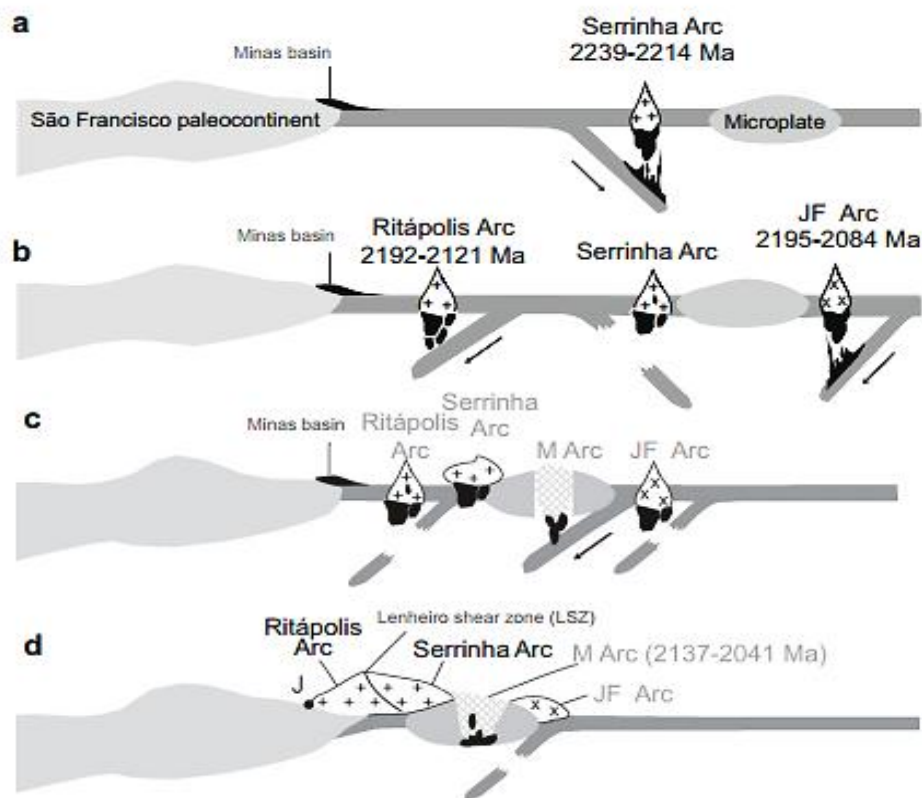 a
Serrinha Arc
2239-2214 Ma
Minas basin
São Francisco paleocontinent
Microplate
b
Minas basin
Ritápolis Arc
2192-2121 Ma
Serrinha Arc
JF Arc
2195-2084 Ma
c
Minas basin
Ritápolis
Arc
Serrinha
Arc
M Arc
JF Arc
d
Ritápolis
Arc
Lenheiro shear zone (LSZ)
Serrinha Arc
M Arc (2137-2041 Ma)
JF Arc
J